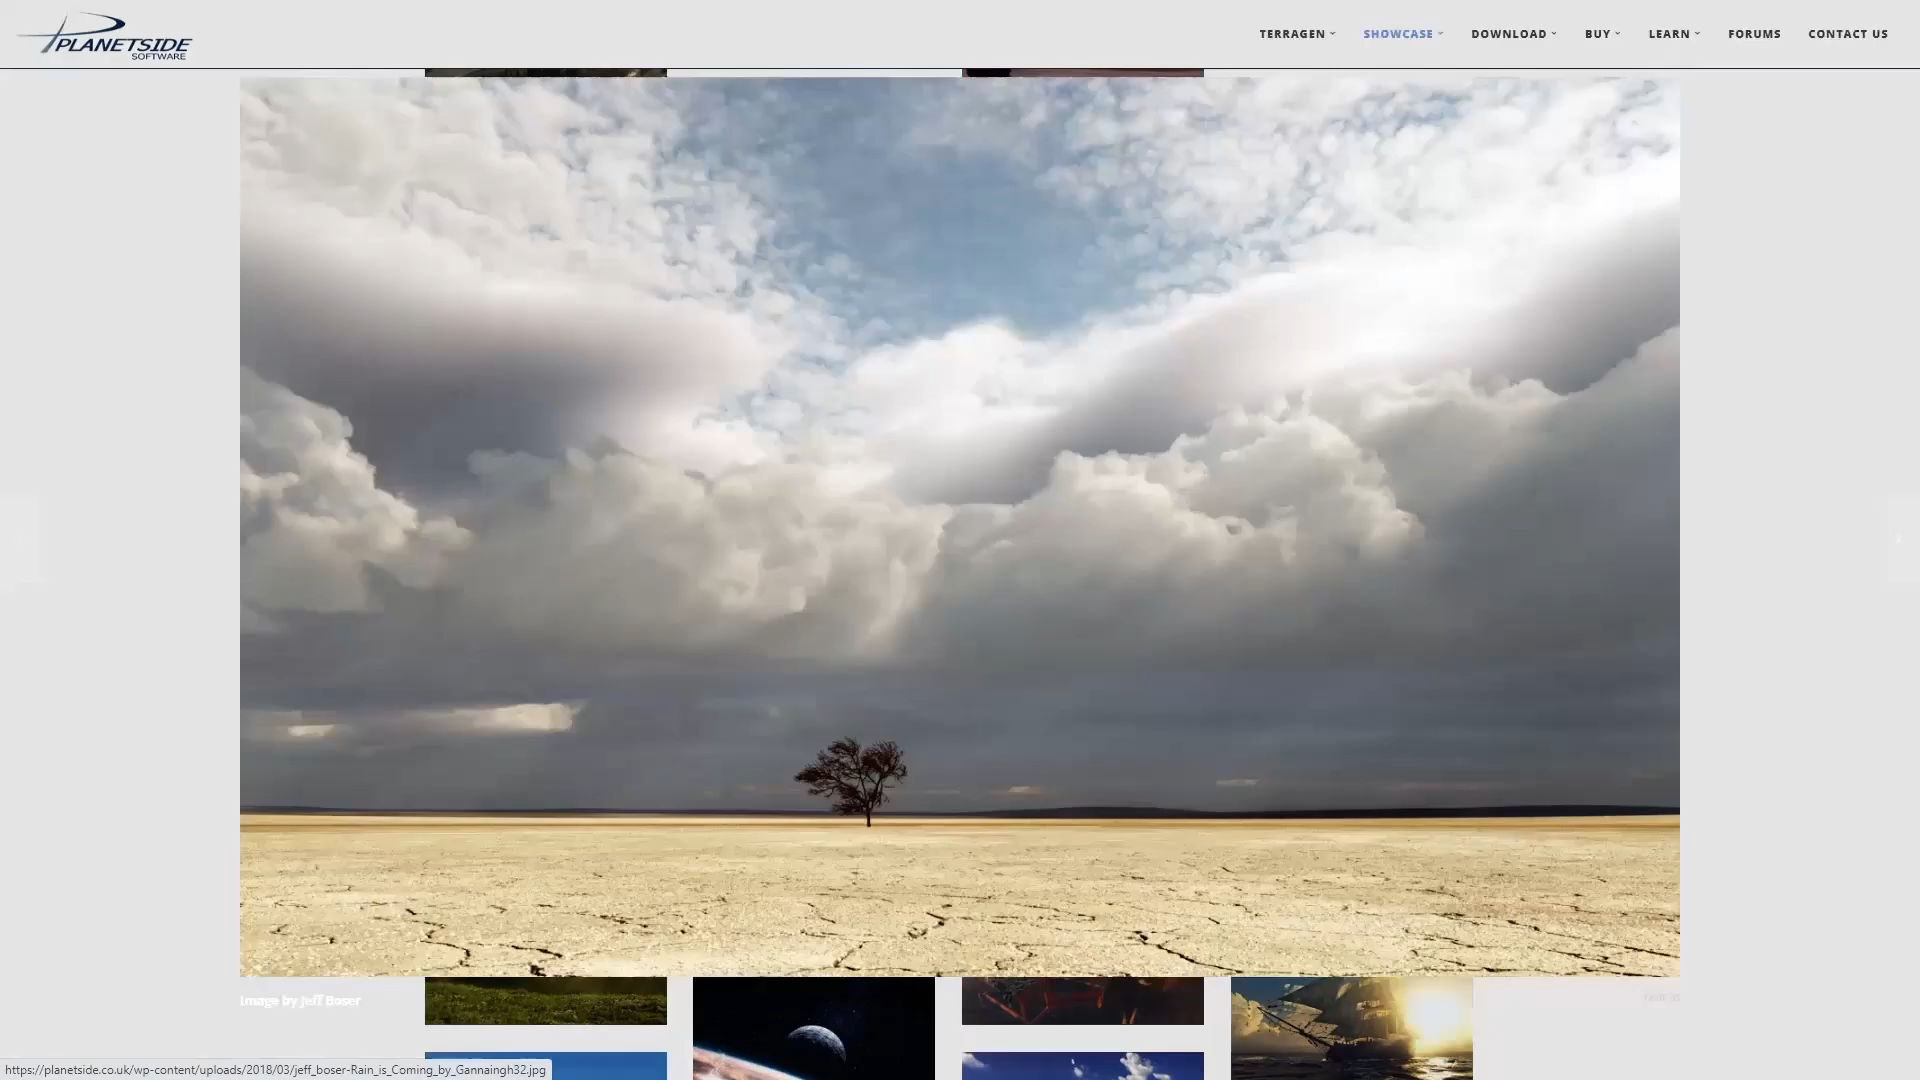 PLANETSIDE
SOFTWARE
TERRAGEN
SHOWCASE
DOWNLOAD
BUY
LEARN
FORUMS
CONTACT US
Image by Jeff Boser
https://planetside.co.uk/wp-content/uploads/2018/03/jeff_boser-Rain_is_Coming_by_Gannaingh32.jpg